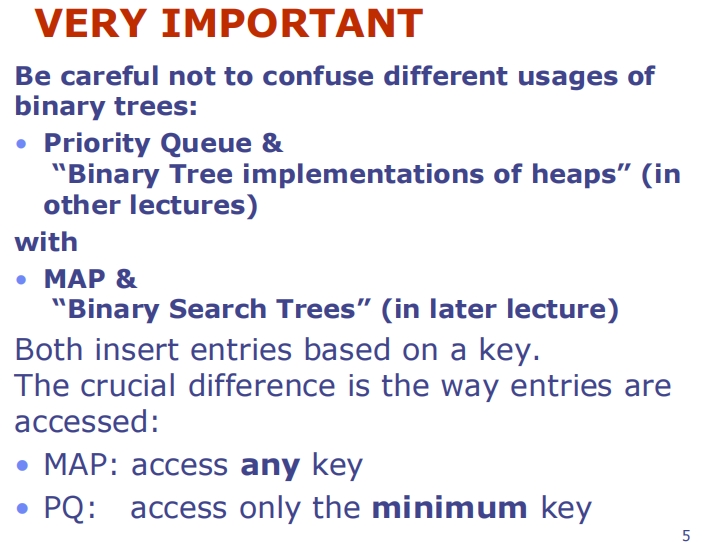 VERY IMPORTANT
Be careful not to confuse different usages of
binary trees:
• Priority Queue &
“Binary Tree implementations of heaps” (in
other lectures)
with
• MAP &
“Binary Search Trees” (in later lecture)
Both insert entries based on a key.
The crucial difference is the way entries are
accessed:
• MAP: access any key
• PQ: access only the minimum key
5